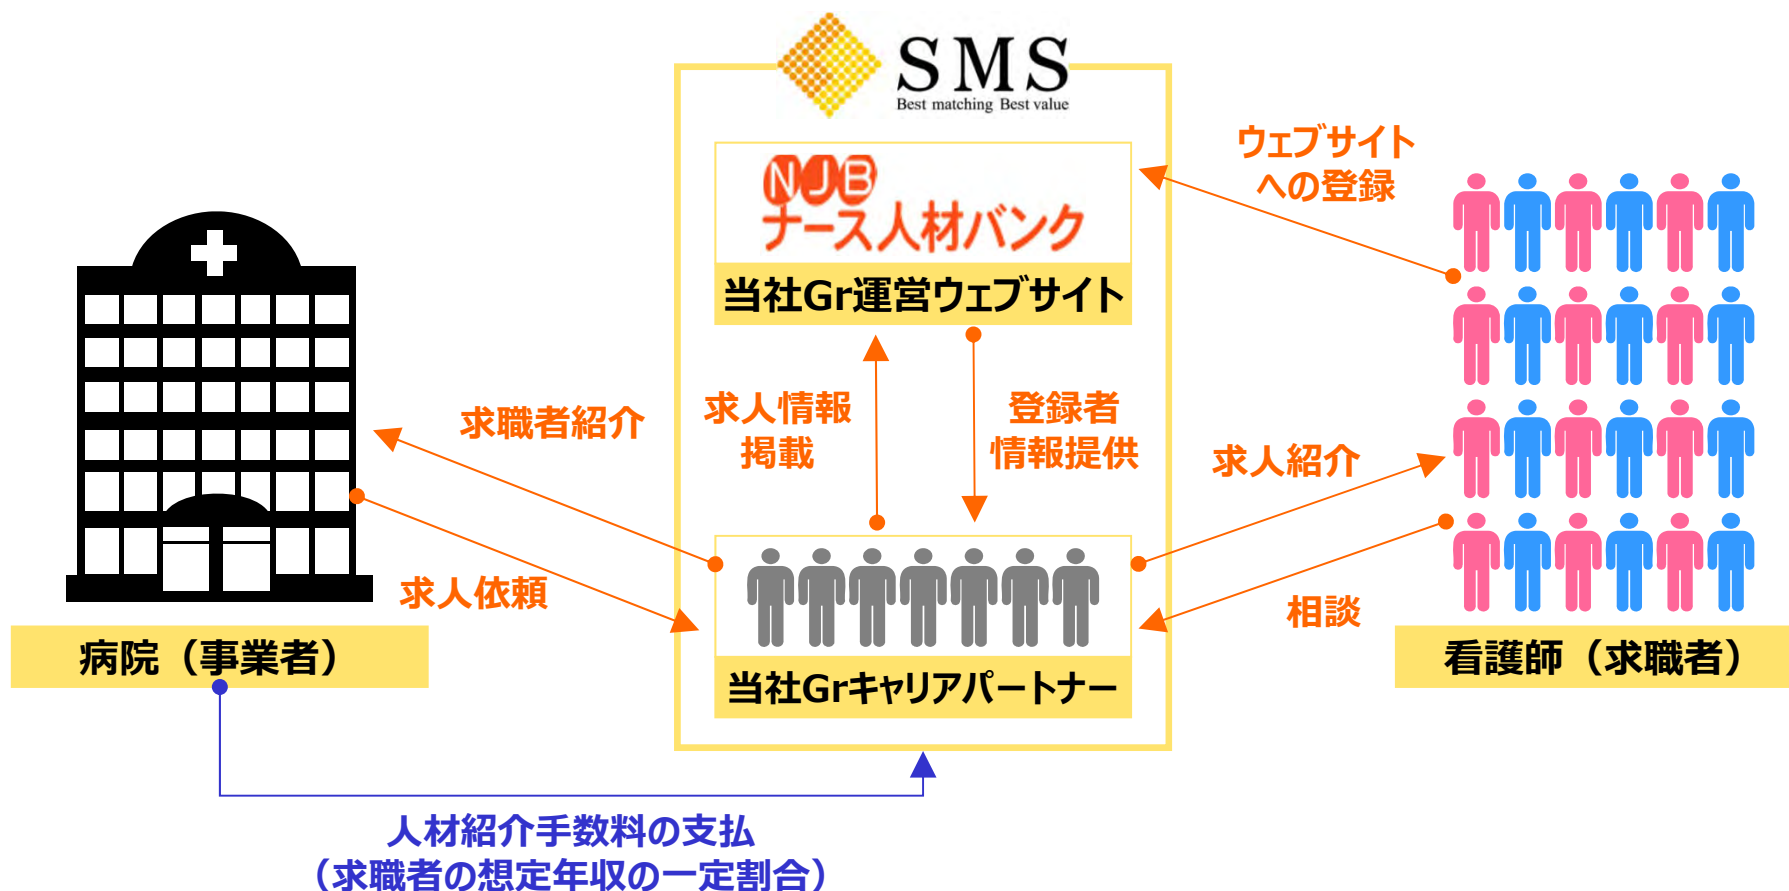 SMS
Best matching Best value
NJB
ナース人材バンク
当社Gr運営ウェブサイト
ウェブサイト
への登録
求職者紹介
求人情報
掲載
登録者
情報提供
求人紹介
求人依頼
相談
病院（事業者）
当社Grキャリアパートナー
看護師（求職者）
人材紹介手数料の支払
（求職者の想定年収の一定割合）